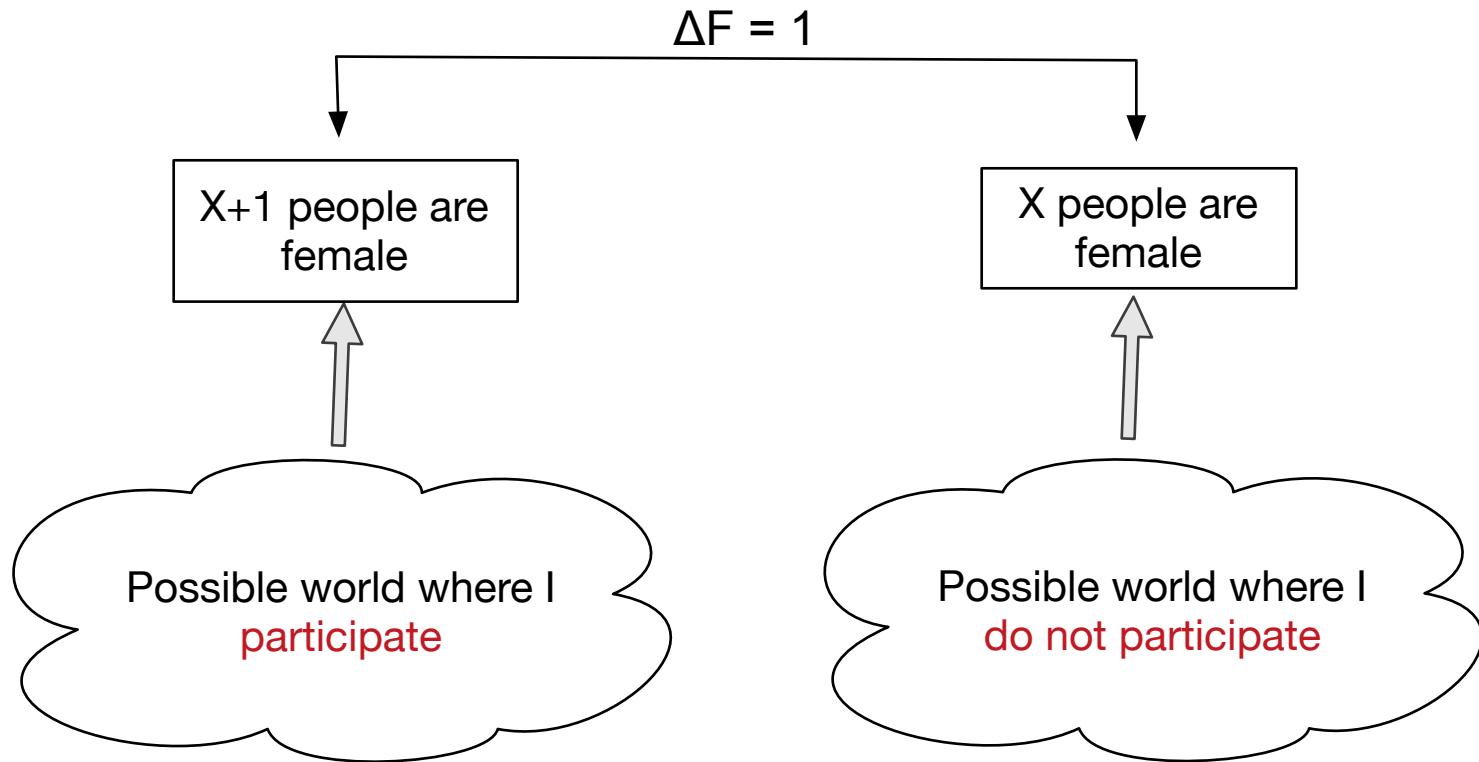 ΔF = 1
X+1 people are
female
X people are
female
Possible world where I
participate
Possible world where I
do not participate